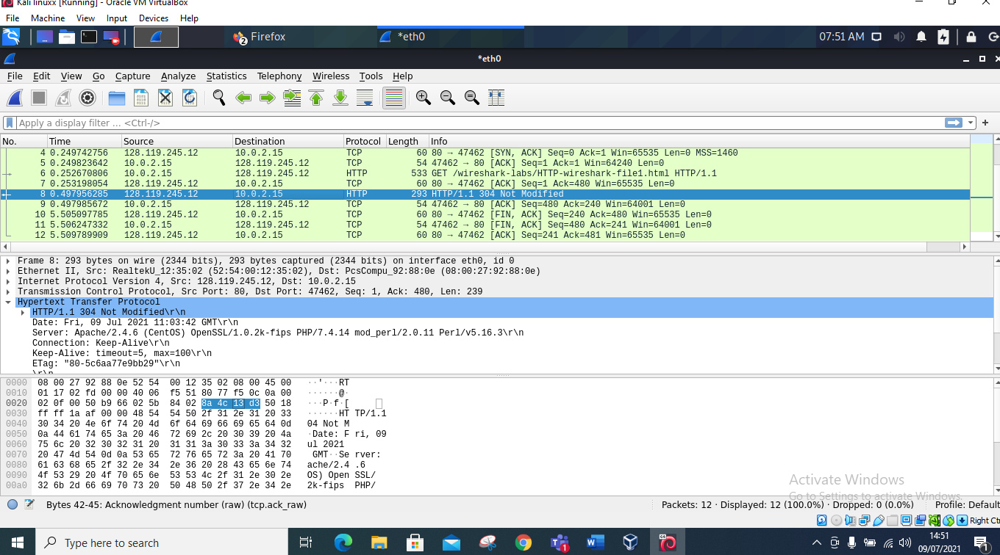 Kali linuxx [Running] - Oracle VM VirtualBox
File Machine View Input Devices Help
2 Firefox *eth0 07:51 AM
*eth0
File Edit View Go Capture Analyze Statistics Telephony Wireless Tools Help
Apply a display filter ... <Ctrl-/> +
No. Time Source Destination Protocol Length Info
4 0.249742756 128.119.245.12 10.0.2.15 TCP 60 80 → 47462 [SYN, ACK] Seq=0 Ack=1 Win=65535 Len=0 MSS=1460
5 0.249823642 10.0.2.15 128.119.245.12 TCP 54 47462 → 80 [ACK] Seq=1 Ack=1 Win=64240 Len=0
6 0.252670806 10.0.2.15 128.119.245.12 HTTP 533 GET /wireshark-labs/HTTP-wireshark-file1.html HTTP/1.1
7 0.253198054 128.119.245.12 10.0.2.15 TCP 60 80 → 47462 [ACK] Seq=1 Ack=480 Win=65535 Len=0
8 0.497956285 128.119.245.12 10.0.2.15 HTTP 293 HTTP/1.1 304 Not Modified
9 0.497985672 10.0.2.15 128.119.245.12 TCP 54 47462 → 80 [ACK] Seq=480 Ack=240 Win=64001 Len=0
10 5.505097785 128.119.245.12 10.0.2.15 TCP 60 80 → 47462 [FIN, ACK] Seq=240 Ack=480 Win=65535 Len=0
11 5.506247332 10.0.2.15 128.119.245.12 TCP 54 47462 → 80 [FIN, ACK] Seq=480 Ack=241 Win=64001 Len=0
12 5.509789909 128.119.245.12 10.0.2.15 TCP 60 80 → 47462 [ACK] Seq=241 Ack=481 Win=65535 Len=0
Frame 8: 293 bytes on wire (2344 bits), 293 bytes captured (2344 bits) on interface eth0, id 0
Ethernet II, Src: RealtekU_12:35:02 (52:54:00:12:35:02), Dst: PcsCompu_92:88:0e (08:00:27:92:88:0e)
Internet Protocol Version 4, Src: 128.119.245.12, Dst: 10.0.2.15
Transmission Control Protocol, Src Port: 80, Dst Port: 47462, Seq: 1, Ack: 480, Len: 239
Hypertext Transfer Protocol
HTTP/1.1 304 Not Modified\r\n
Date: Fri, 09 Jul 2021 11:03:42 GMT\r\n
Server: Apache/2.4.6 (CentOS) OpenSSL/1.0.2k-fips PHP/7.4.14 mod_perl/2.0.11 Perl/v5.16.3\r\n
Connection: Keep-Alive\r\n
Keep-Alive: timeout=5, max=100\r\n
ETag: "80-5c6aa77e9bb29"\r\n
\r\n
0000 08 00 27 92 88 0e 52 54 00 12 35 02 08 00 45 00 ··'···RT
0010 01 17 02 fd 00 00 40 06 f5 51 80 77 f5 0c 0a 00 ······@·
0020 02 0f 00 50 b9 66 02 5b 84 02 8a 4c 13 d3 50 18 ···P·f·[
0030 ff ff 1a af 00 00 48 54 54 50 2f 31 2e 31 20 33 ······HT TP/1.1
0040 30 34 20 4e 6f 74 20 4d 6f 64 69 66 69 65 64 0d 04 Not M
0050 0a 44 61 74 65 3a 20 46 72 69 2c 20 30 39 20 4a ·Date: F ri, 09
0060 75 6c 20 32 30 32 31 20 31 31 3a 30 33 3a 34 32 ul 2021
0070 20 47 4d 54 0d 0a 53 65 72 76 65 72 3a 20 41 70 GMT··Se rver:
0080 61 63 68 65 2f 32 2e 34 2e 36 20 28 43 65 6e 74 ache/2.4 .6
0090 4f 53 29 20 4f 70 65 6e 53 53 4c 2f 31 2e 30 2e OS) Open SSL/
00a0 32 6b 2d 66 69 70 73 20 50 48 50 2f 37 2e 34 2e 2k-fips PHP/
Activate Windows
Go to Settings to activate Windows.
Bytes 42-45: Acknowledgment number (raw) (tcp.ack_raw) Packets: 12 · Displayed: 12 (100.0%) · Dropped: 0 (0.0%) Profile: Default
Right Ctr
Type here to search 1 64 14:51
09/07/2021 1